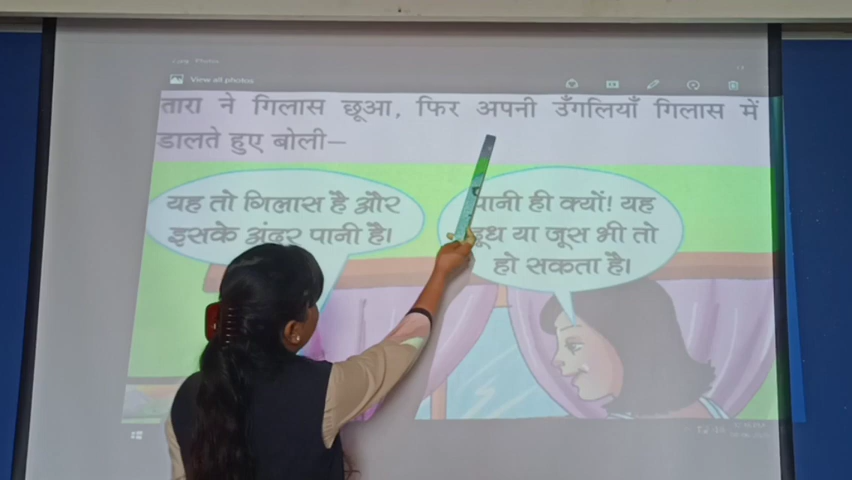 View all photos
तारा ने गिलास छूआ, फिर अपनी उँगलियाँ गिलास में
डालते हुए बोली—
यह तो गिलास है और
इसके अंदर पानी है।
पानी ही क्यों! यह
दूध या जूस भी तो
हो सकता है।